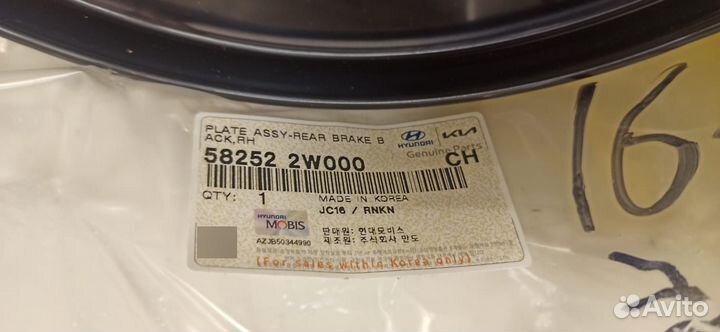 PLATE ASSY-REAR BRAKE B
ACK,RH
HYUNDAI KIA
Genuine Parts
58252 2W000 CH
QTY: 1 MADE IN KOREA
JC16 / RNKN
HYUNDAI
MOBIS
판매원: 현대모비스
제조원: 주식회사 만도
AZJB50344990
(For sales within Korea only)
16
Avito